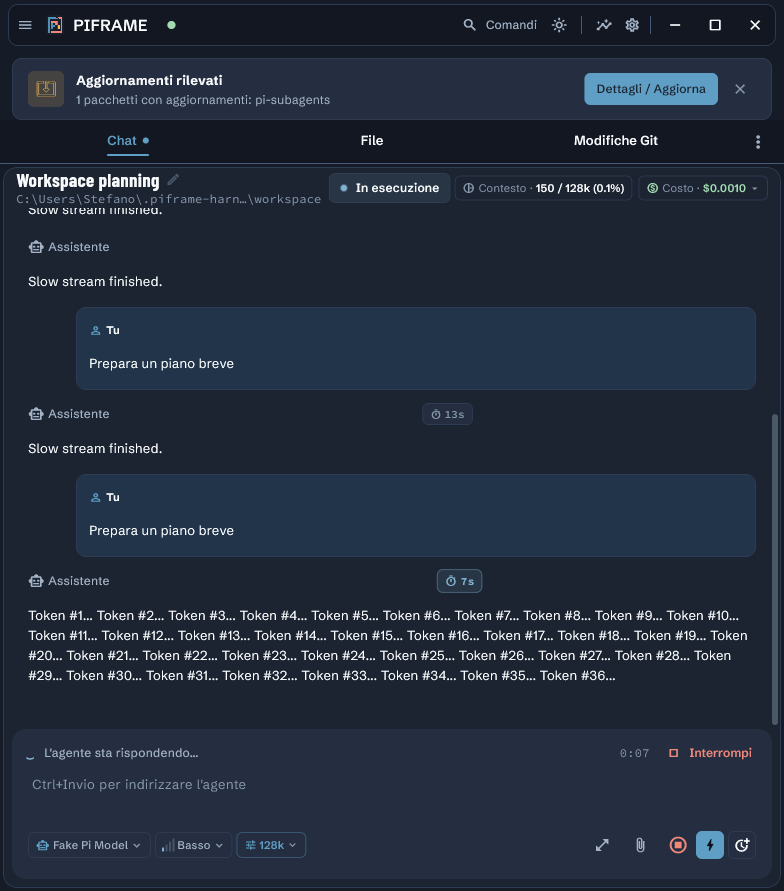 PIFRAME
Comandi
Aggiornamenti rilevati
1 pacchetti con aggiornamenti: pi-subagents
Dettagli / Aggiorna
Chat
File
Modifiche Git
Workspace planning
C:\Users\Stefano\.piframe-harn…\workspace
In esecuzione
Contesto · 150 / 128k (0.1%)
Costo · $0.0010
Slow stream finished.
Assistente
Slow stream finished.
Tu
Prepara un piano breve
Assistente
13s
Slow stream finished.
Tu
Prepara un piano breve
Assistente
7s
Token #1... Token #2... Token #3... Token #4... Token #5... Token #6... Token #7... Token #8... Token #9... Token #10...
Token #11... Token #12... Token #13... Token #14... Token #15... Token #16... Token #17... Token #18... Token #19... Token
#20... Token #21... Token #22... Token #23... Token #24... Token #25... Token #26... Token #27... Token #28... Token
#29... Token #30... Token #31... Token #32... Token #33... Token #34... Token #35... Token #36...
L'agente sta rispondendo...
0:07
Interrompi
Ctrl+Invio per indirizzare l'agente
Fake Pi Model
Basso
128k